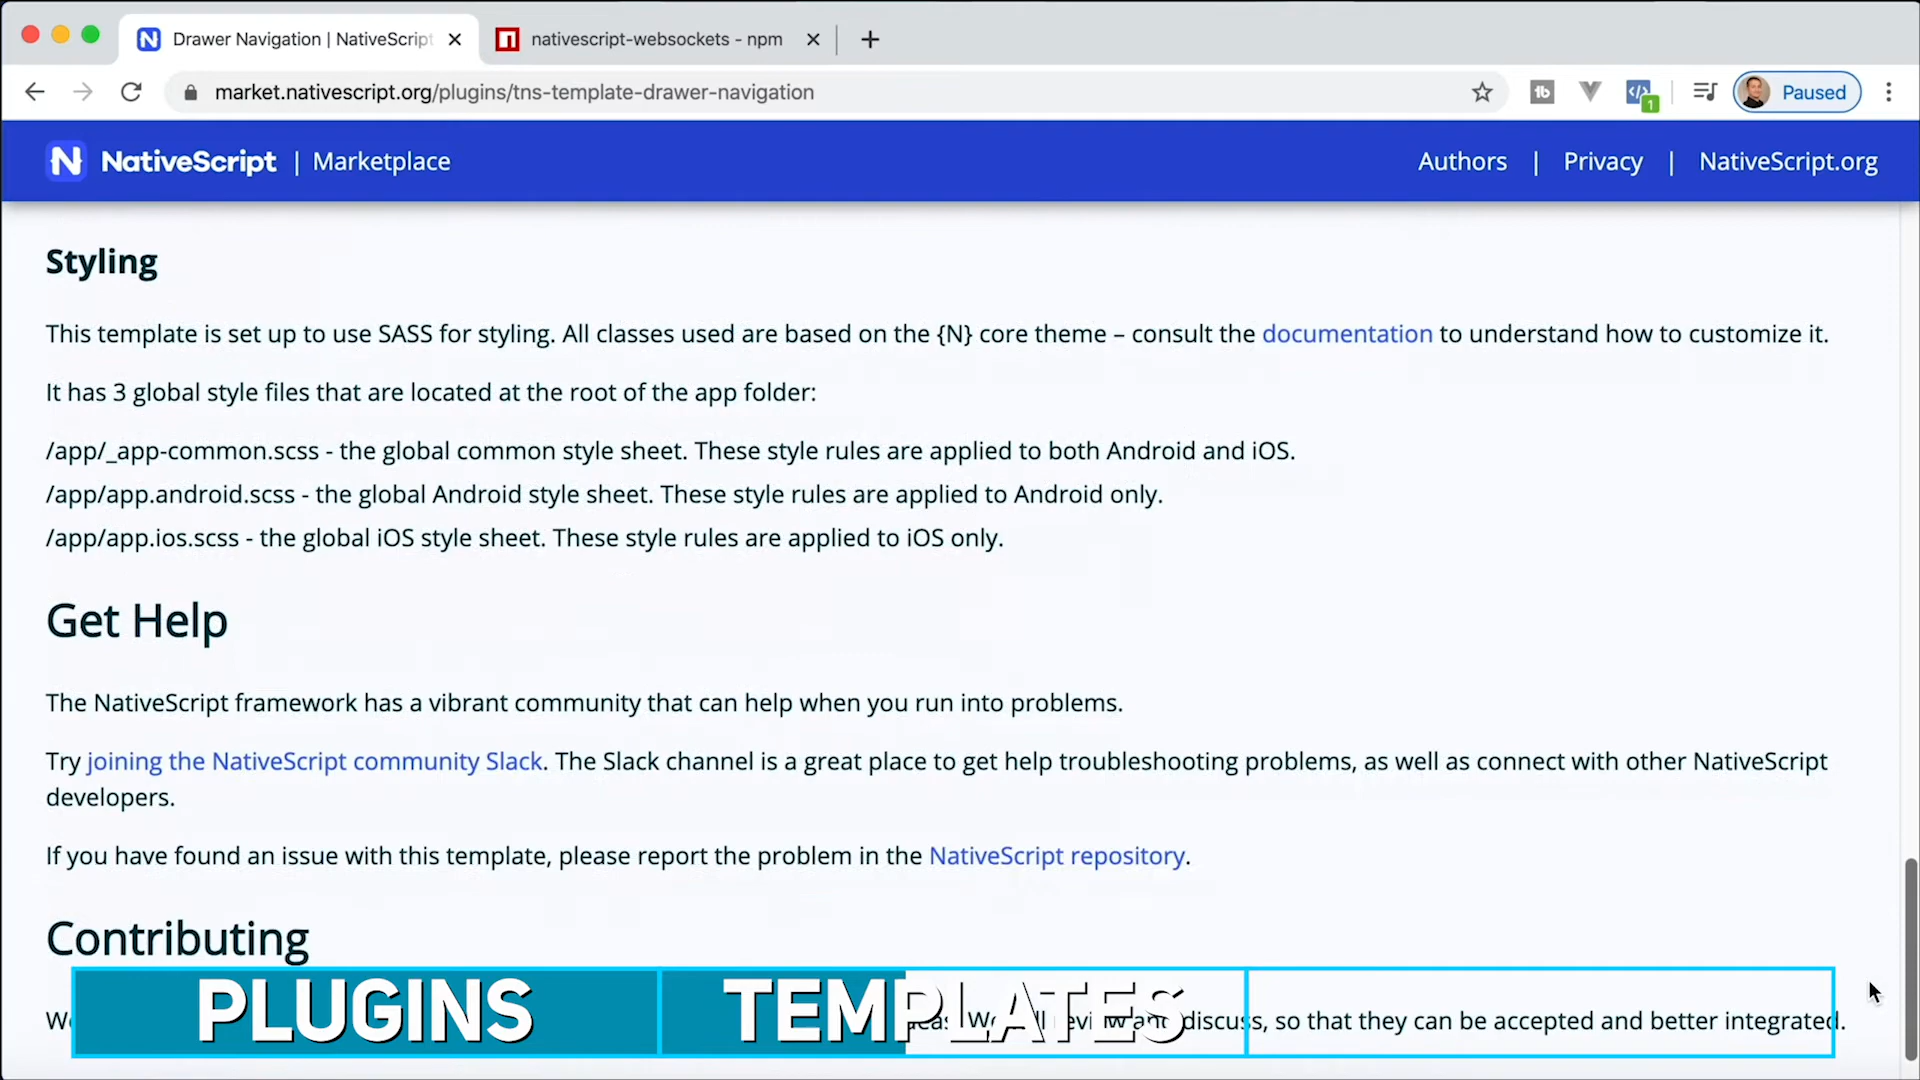 Drawer Navigation | NativeScript
nativescript-websockets - npm
market.nativescript.org/plugins/tns-template-drawer-navigation
tb
1
Paused
N NativeScript | Marketplace
Authors | Privacy | NativeScript.org
Styling
This template is set up to use SASS for styling. All classes used are based on the {N} core theme – consult the documentation to understand how to customize it.
It has 3 global style files that are located at the root of the app folder:
/app/_app-common.scss - the global common style sheet. These style rules are applied to both Android and iOS.
/app/app.android.scss - the global Android style sheet. These style rules are applied to Android only.
/app/app.ios.scss - the global iOS style sheet. These style rules are applied to iOS only.
Get Help
The NativeScript framework has a vibrant community that can help when you run into problems.
Try joining the NativeScript community Slack. The Slack channel is a great place to get help troubleshooting problems, as well as connect with other NativeScript
developers.
If you have found an issue with this template, please report the problem in the NativeScript repository.
Contributing
discuss, so that they can be accepted and better integrated.
PLUGINS TEMPLATES